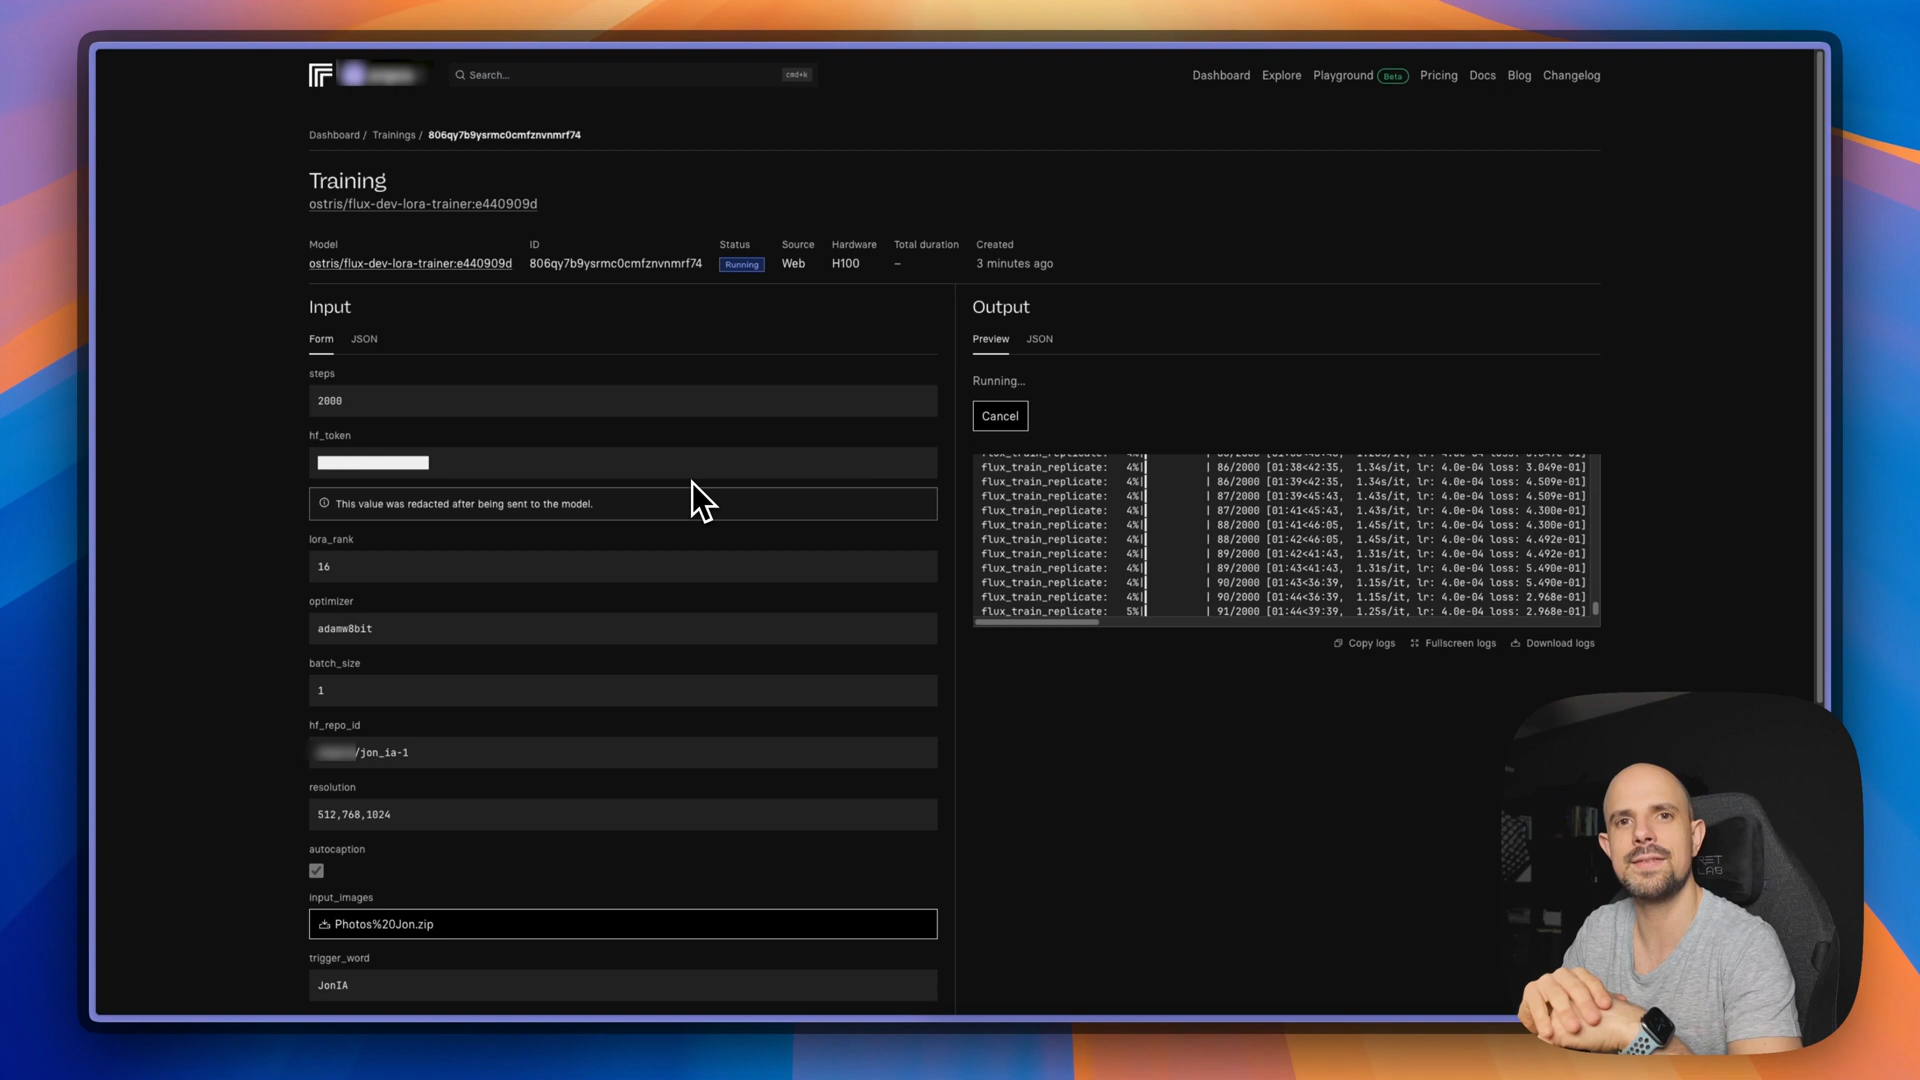 Search...
cmd+k
Dashboard Explore Playground Beta Pricing Docs Blog Changelog
Dashboard / Trainings / 806qy7b9ysrmc0cmfznvnmrf74
Training
ostris/flux-dev-lora-trainer:e440909d
Model ID Status Source Hardware Total duration Created
ostris/flux-dev-lora-trainer:e440909d 806qy7b9ysrmc0cmfznvnmrf74 Running Web H100 – 3 minutes ago
Input
Form JSON
steps
2000
hf_token
This value was redacted after being sent to the model.
lora_rank
16
optimizer
adamw8bit
batch_size
1
hf_repo_id
/jon_ia-1
resolution
512,768,1024
autocaption
input_images
Photos%20Jon.zip
trigger_word
JonIA
Output
Preview JSON
Running...
Cancel
flux_train_replicate: 4%| | 86/2000 [01:38<42:35, 1.34s/it, lr: 4.0e-04 loss: 3.049e-01]
flux_train_replicate: 4%| | 86/2000 [01:39<45:43, 1.43s/it, lr: 4.0e-04 loss: 4.509e-01]
flux_train_replicate: 4%| | 87/2000 [01:39<45:43, 1.43s/it, lr: 4.0e-04 loss: 4.509e-01]
flux_train_replicate: 4%| | 87/2000 [01:41<45:43, 1.43s/it, lr: 4.0e-04 loss: 4.300e-01]
flux_train_replicate: 4%| | 88/2000 [01:41<46:05, 1.45s/it, lr: 4.0e-04 loss: 4.300e-01]
flux_train_replicate: 4%| | 88/2000 [01:42<46:05, 1.45s/it, lr: 4.0e-04 loss: 4.492e-01]
flux_train_replicate: 4%| | 89/2000 [01:42<41:43, 1.31s/it, lr: 4.0e-04 loss: 4.492e-01]
flux_train_replicate: 4%| | 89/2000 [01:43<41:43, 1.31s/it, lr: 4.0e-04 loss: 5.490e-01]
flux_train_replicate: 4%| | 90/2000 [01:43<36:39, 1.15s/it, lr: 4.0e-04 loss: 5.490e-01]
flux_train_replicate: 4%| | 90/2000 [01:44<36:39, 1.15s/it, lr: 4.0e-04 loss: 2.968e-01]
flux_train_replicate: 5%| | 91/2000 [01:44<39:39, 1.25s/it, lr: 4.0e-04 loss: 2.968e-01]
Copy logs Fullscreen logs Download logs
LAB